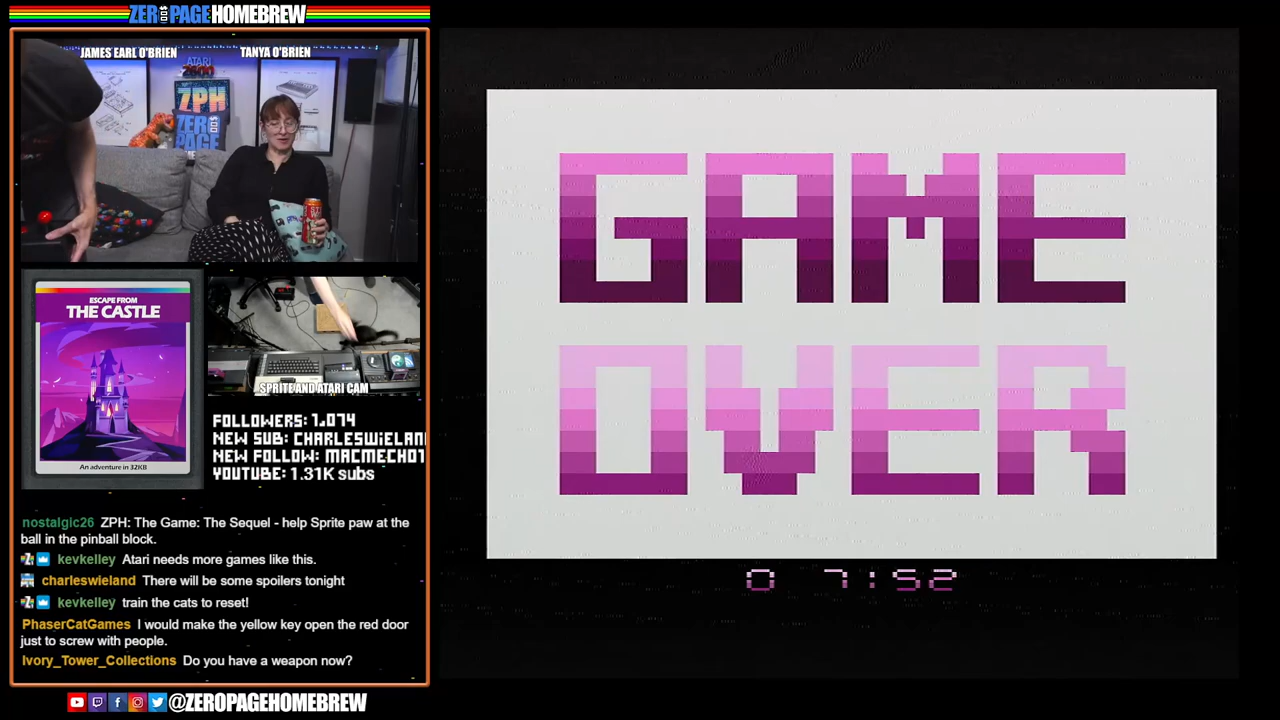 ZERO PAGE HOMEBREW
JAMES EARL O'BRIEN
TANYA O'BRIEN
ATARI
ZPH
ZERO
PAGE
ESCAPE FROM
THE CASTLE
An adventure in 32KB
SPRITE AND ATARI CAM
FOLLOWERS: 1,074
NEW SUB: CHARLESWIELAN
NEW FOLLOW: MACMECHOT
YOUTUBE: 1.31K subs
nostalgic26 ZPH: The Game: The Sequel - help Sprite paw at the
ball in the pinball block.
kevkelley Atari needs more games like this.
charleswieland There will be some spoilers tonight
kevkelley train the cats to reset!
PhaserCatGames I would make the yellow key open the red door
just to screw with people.
Ivory_Tower_Collections Do you have a weapon now?
@ZEROPAGEHOMEBREW
GAME
OVER
0 7:52